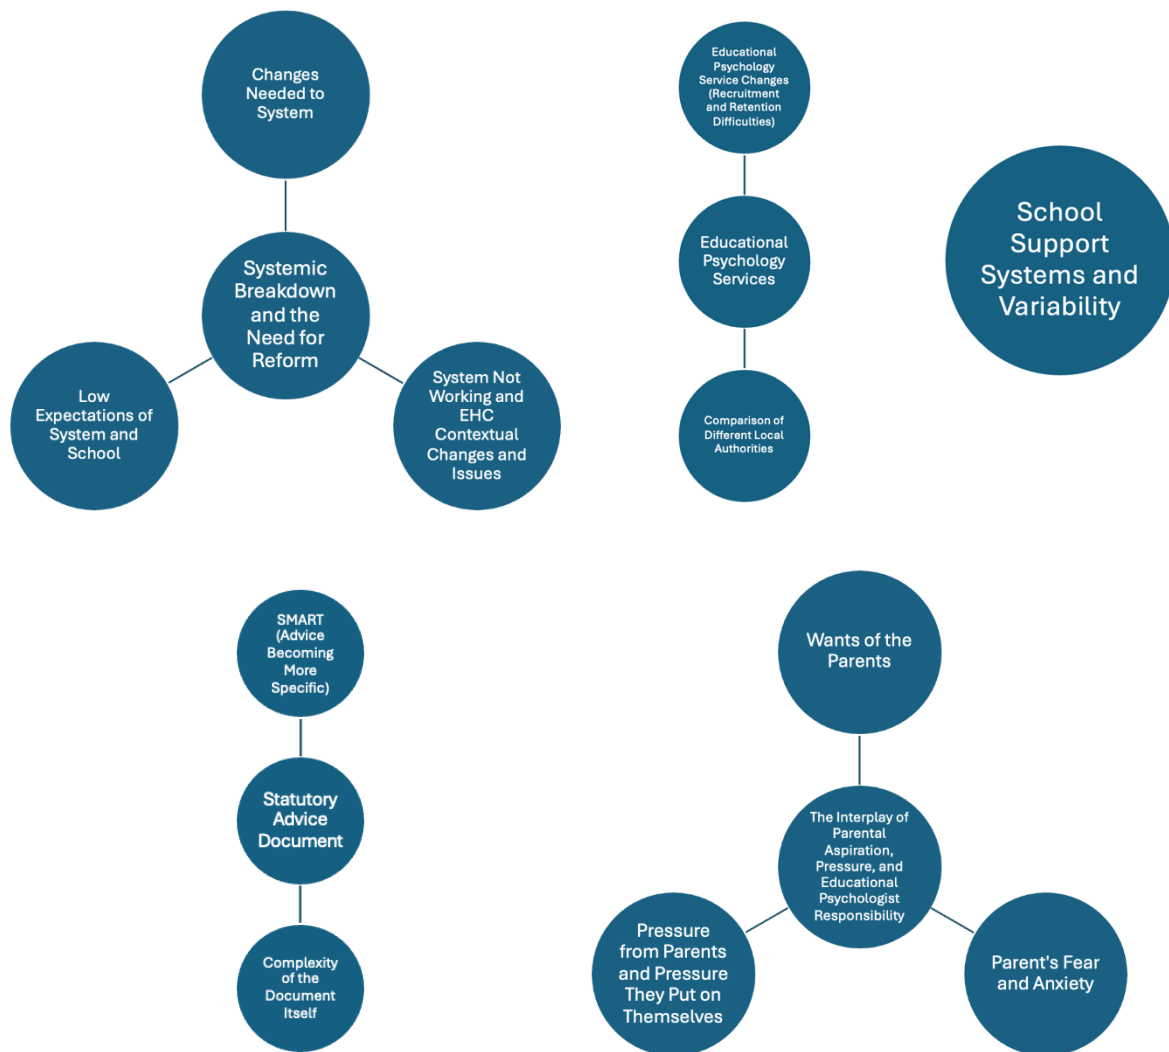 Changes
Needed to
System
Systemic
Breakdown
and the
Need for
Reform
Low
Expectations of
System and
School
System Not
Working and
EHC
Contextual
Changes and
Issues
Educational
Psychology
Service Changes
(Recruitment
and Retention
Difficulties)
Educational
Psychology
Services
Comparison of
Different Local
Authorities
School
Support
Systems and
Variability
SMART
(Advice
Becoming
More
Specific)
Statutory
Advice
Document
Complexity
of the
Document
Itself
Wants of the
Parents
The Interplay of
Parental
Aspiration,
Pressure, and
Educational
Psychologist
Responsibility
Pressure
from Parents
and Pressure
They Put on
Themselves
Parent's Fear
and Anxiety